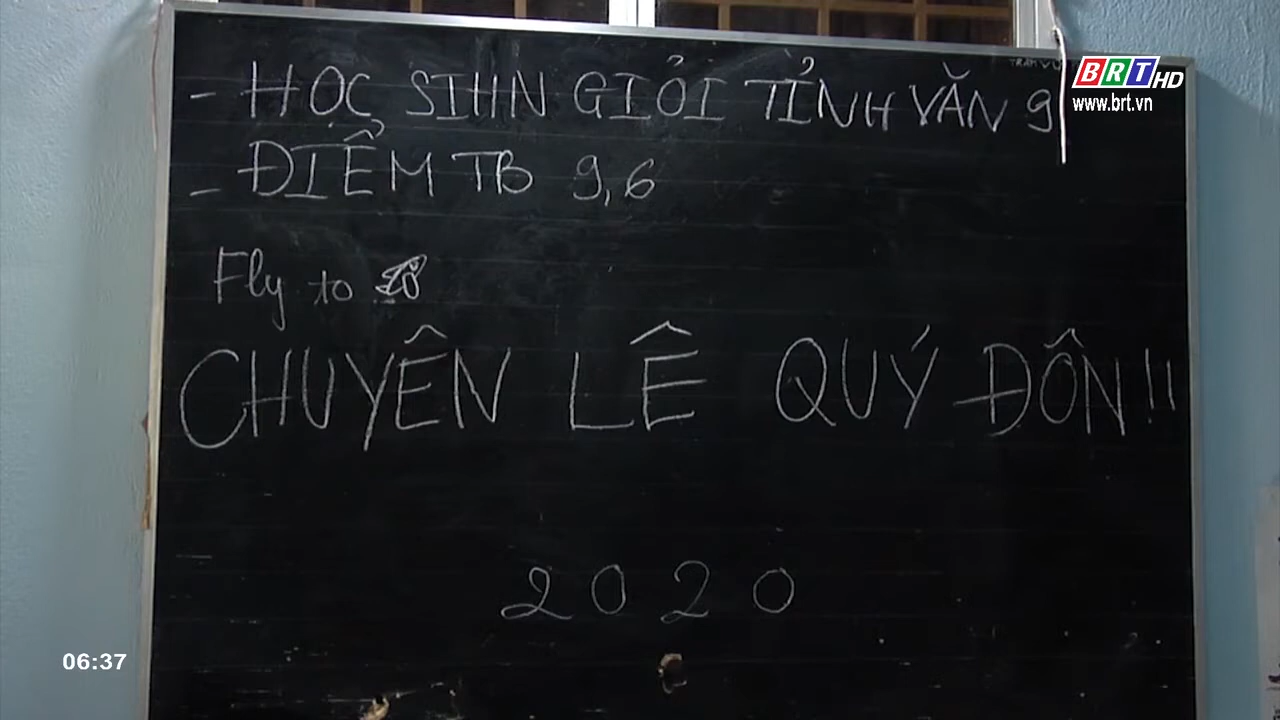 BRT HD
www.brt.vn
- HỌC SIHN GIỎI TỈNH VĂN 9
- ĐIỂM TB 9,6
Fly to
CHUYÊN LÊ QUÝ ĐÔN!!
2020
06:37